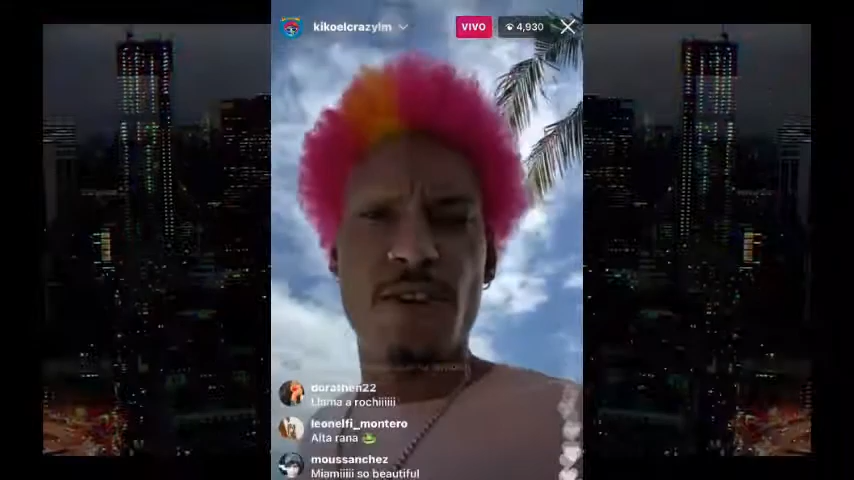 kikoelcrazylm
VIVO
4,930
dorathen22
Llama a rochiiiiii
leonelfi_montero
Alta rana
moussanchez
Miamiiiii so beautiful